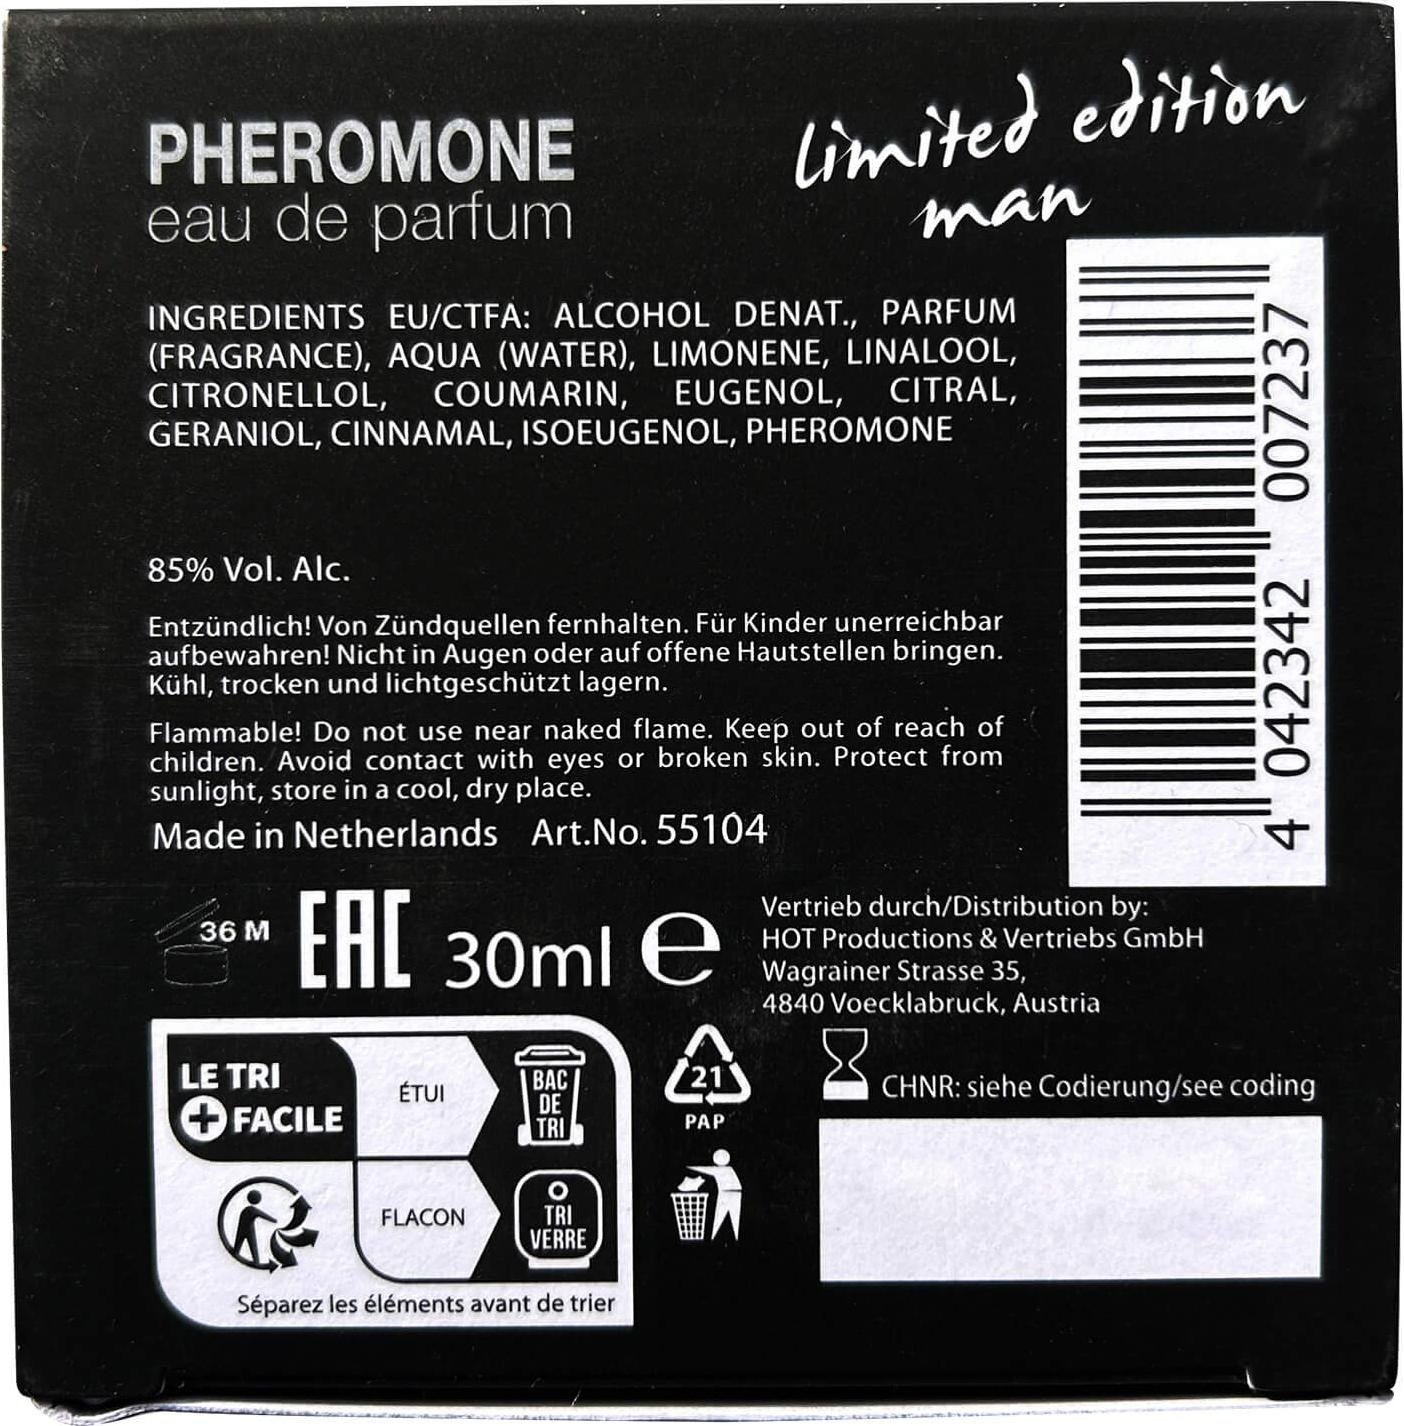 PHEROMONE
eau de parfum
limited edition
man
INGREDIENTS EU/CTFA: ALCOHOL DENAT., PARFUM
(FRAGRANCE), AQUA (WATER), LIMONENE, LINALOOL,
CITRONELLOL, COUMARIN, EUGENOL, CITRAL,
GERANIOL, CINNAMAL, ISOEUGENOL, PHEROMONE
85% Vol. Alc.
Entzündlich! Von Zündquellen fernhalten. Für Kinder unerreichbar
aufbewahren! Nicht in Augen oder auf offene Hautstellen bringen.
Kühl, trocken und lichtgeschützt lagern.
Flammable! Do not use near naked flame. Keep out of reach of
children. Avoid contact with eyes or broken skin. Protect from
sunlight, store in a cool, dry place.
Made in Netherlands Art.No. 55104
4 042342 007237
36 M
EAC
30ml e
Vertrieb durch/Distribution by:
HOT Productions & Vertriebs GmbH
Wagrainer Strasse 35,
4840 Voecklabruck, Austria
LE TRI
+ FACILE
ÉTUI
BAC
DE
TRI
FLACON
TRI
VERRE
Séparez les éléments avant de trier
21
PAP
CHNR: siehe Codierung/see coding